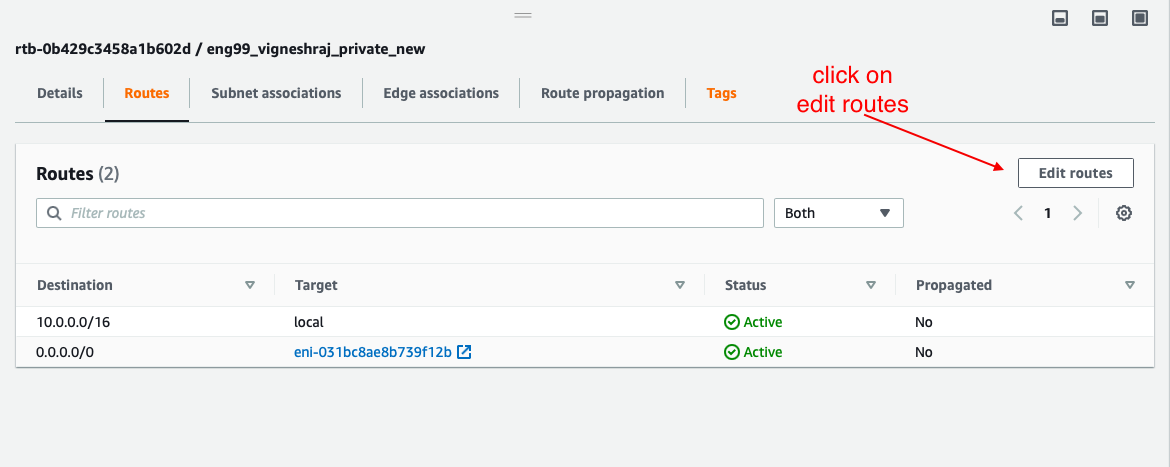 rtb-0b429c3458a1b602d / eng99_vigneshraj_private_new
Details Routes Subnet associations Edge associations Route propagation Tags
click on
edit routes
Routes (2)
Edit routes
Filter routes
Both
1
Destination Target Status Propagated
10.0.0.0/16 local Active No
0.0.0.0/0 eni-031bc8ae8b739f12b Active No